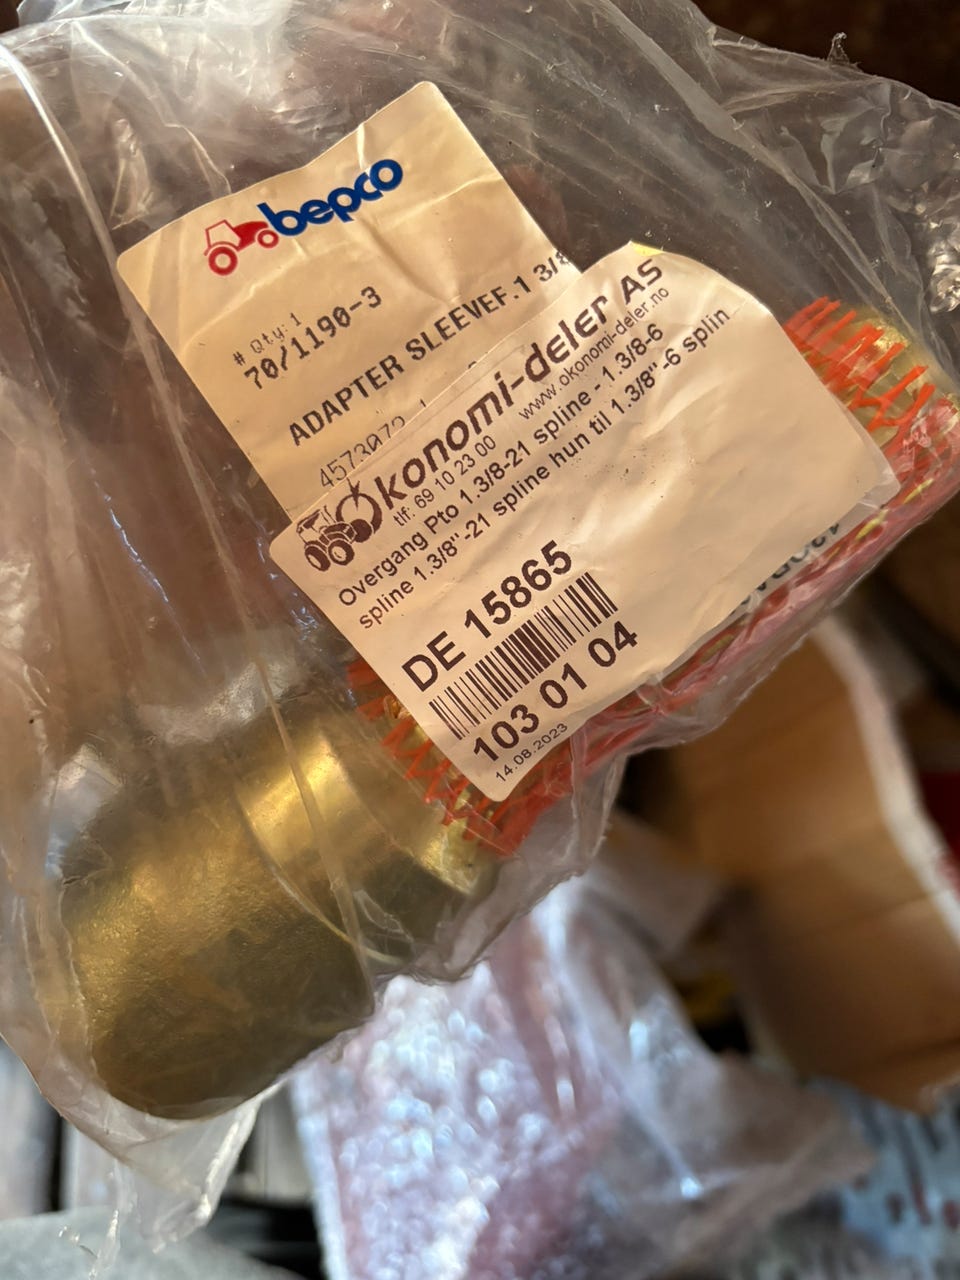 bepco
# Qty:1
70/1190-3
ADAPTER SLEEVEF.1 3/8
Økonomi-deler AS
tlf: 69 10 23 00 www.okonomi-deler.no
Overgang Pto 1.3/8-21 spline - 1.3/8-6
spline 1.3/8"-21 spline hun til 1.3/8"-6 splin
DE 15865
103 01 04
14.08.2023